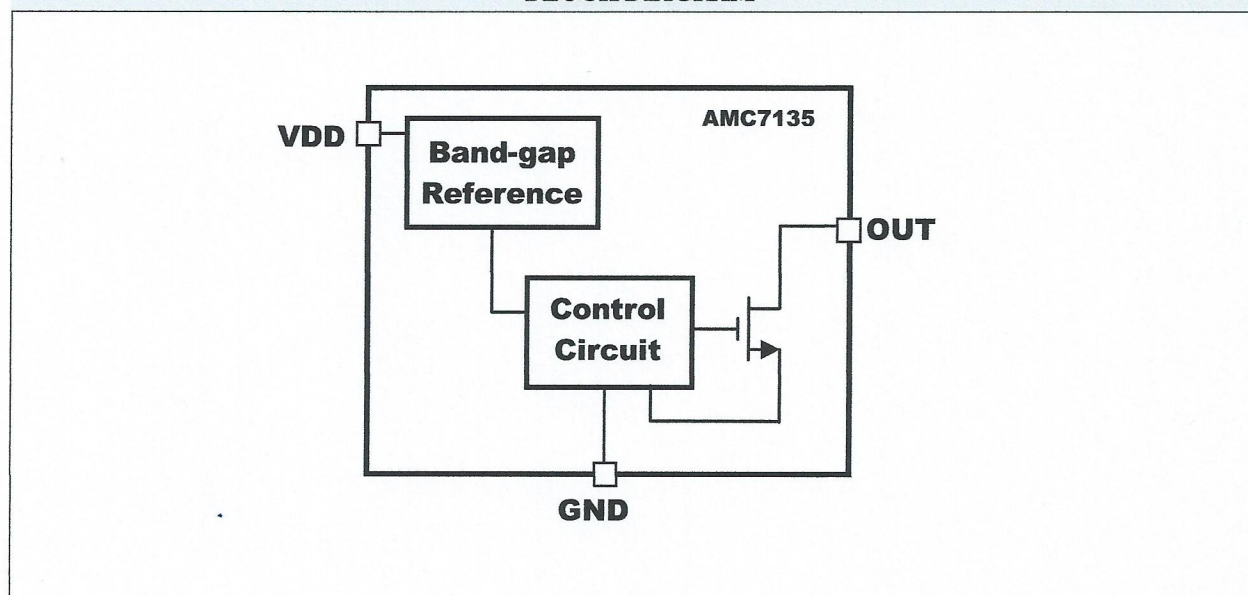 AMC7135
VDD
Band-gap
Reference
OUT
Control
Circuit
GND